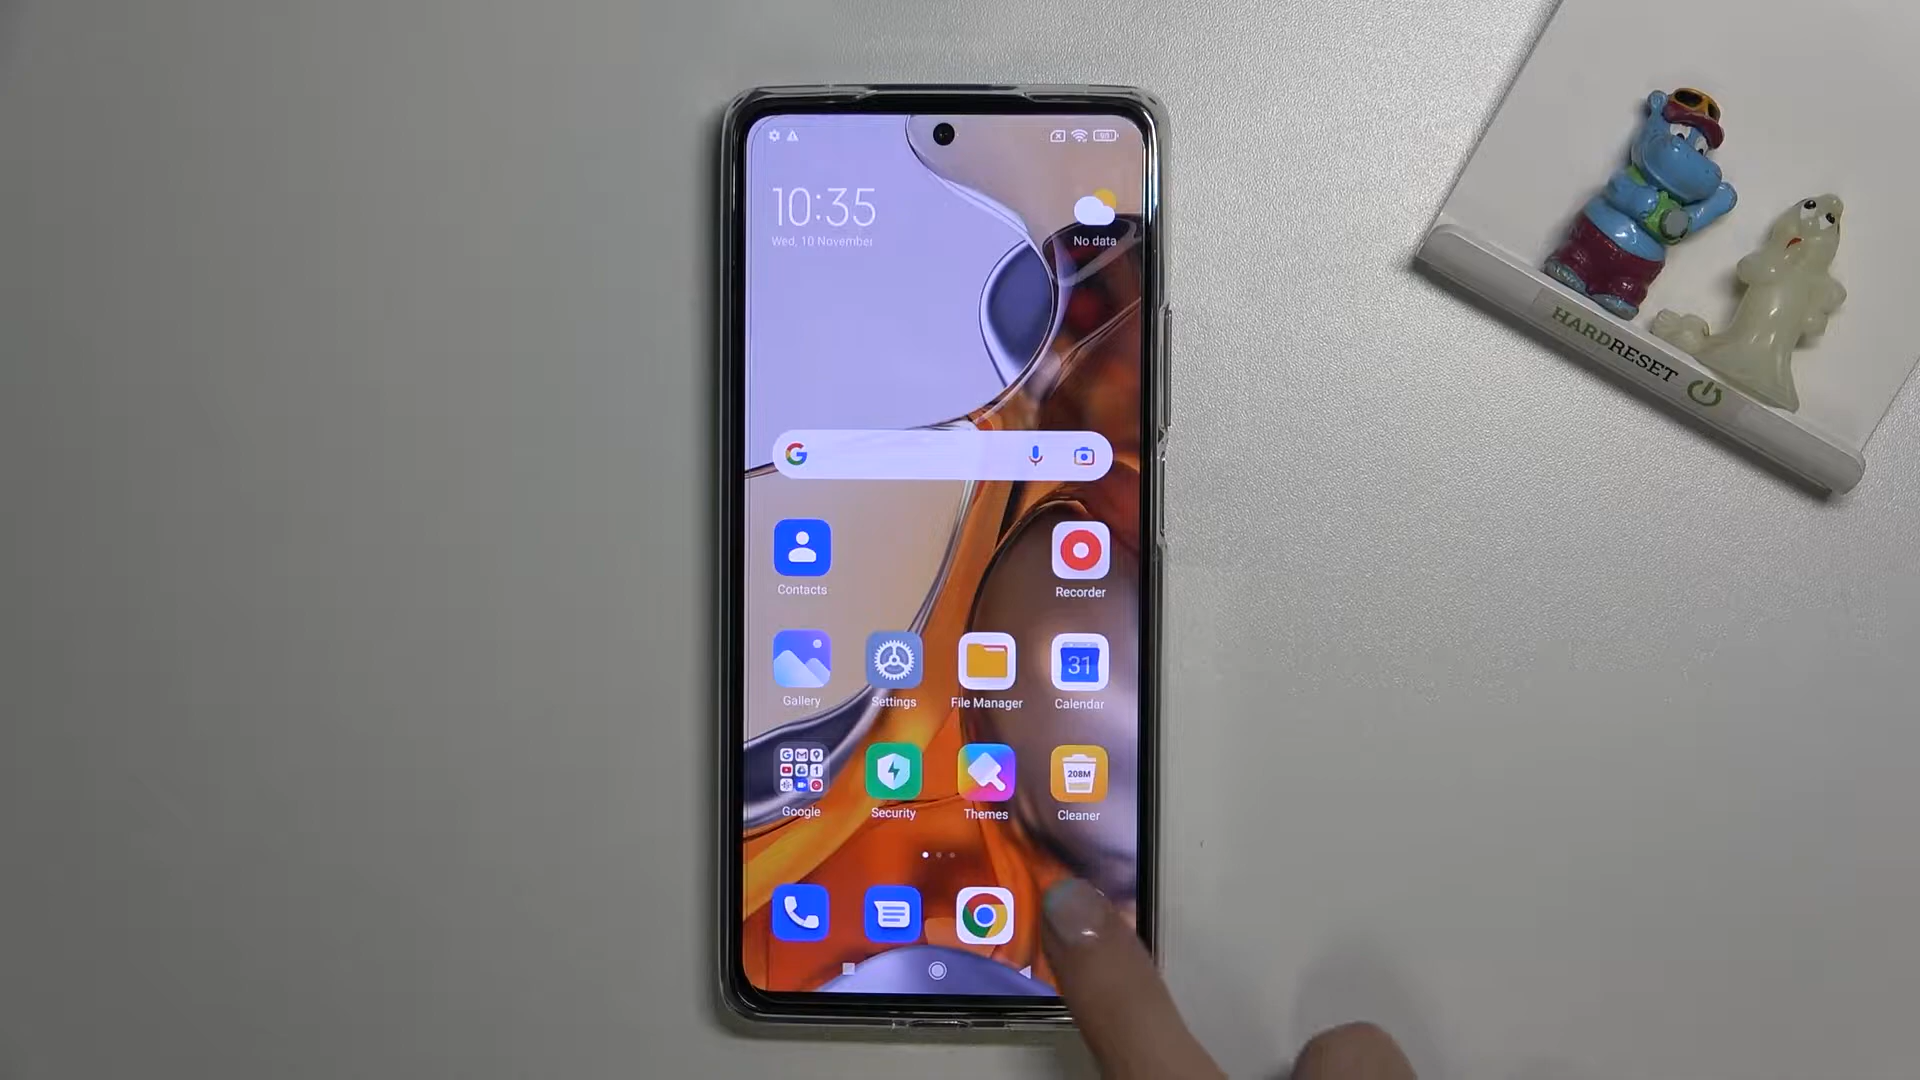 10:35
Wed, 10 November
No data
Contacts
Recorder
31
Gallery
Settings
File Manager
Calendar
208M
Google
Security
Themes
Cleaner
HARDRESET